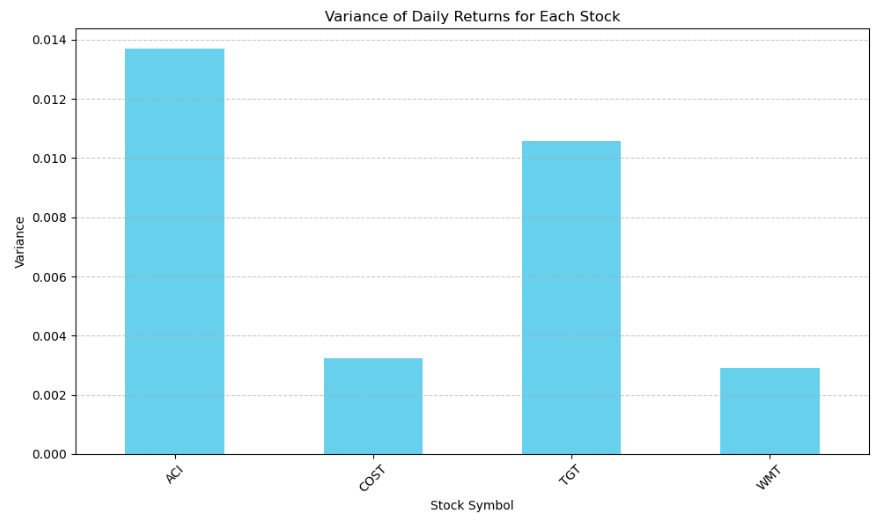 Variance of Daily Returns for Each Stock
0.014
0.012
0.010
0.008
0.006
0.004
0.002
0.000
Variance
ACI
COST
TGT
WMT
Stock Symbol